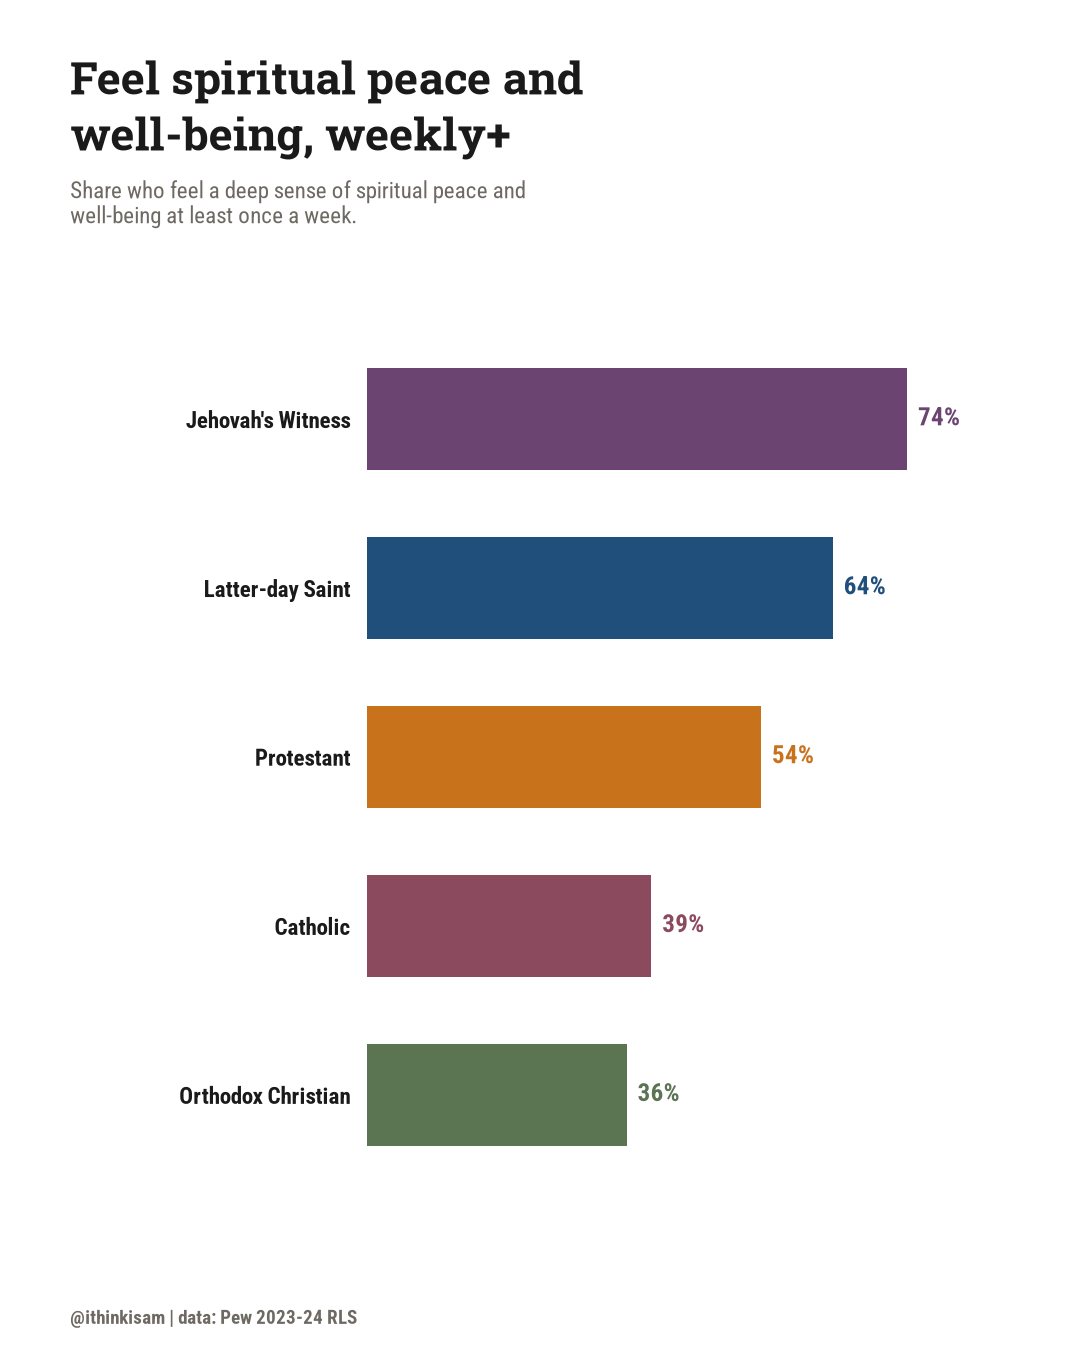 Feel spiritual peace and
well-being, weekly+
Share who feel a deep sense of spiritual peace and
well-being at least once a week.
Jehovah's Witness 74%
Latter-day Saint 64%
Protestant 54%
Catholic 39%
Orthodox Christian 36%
@ithinkisam | data: Pew 2023-24 RLS